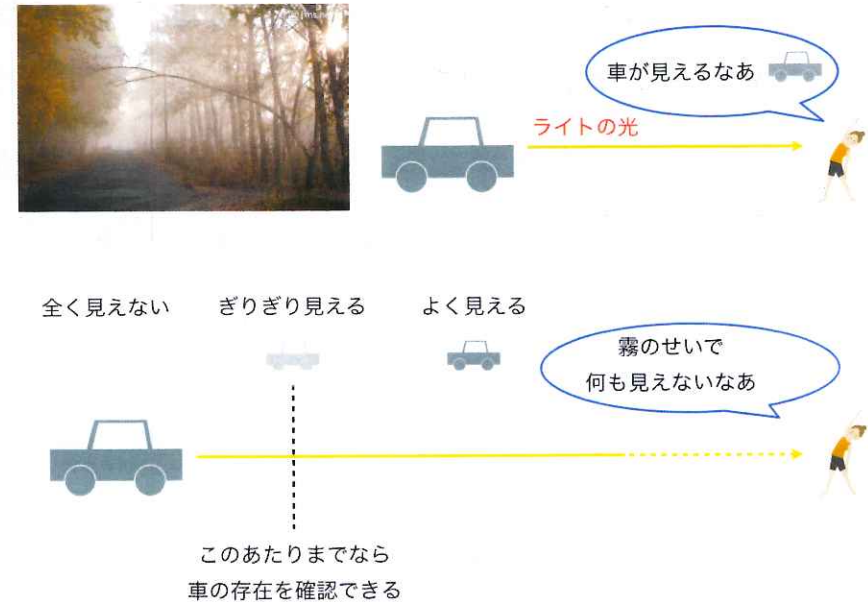 車が見えるなあ
ライトの光
全く見えない
ぎりぎり見える
よく見える
霧のせいで
何も見えないなあ
このあたりまでなら
車の存在を確認できる